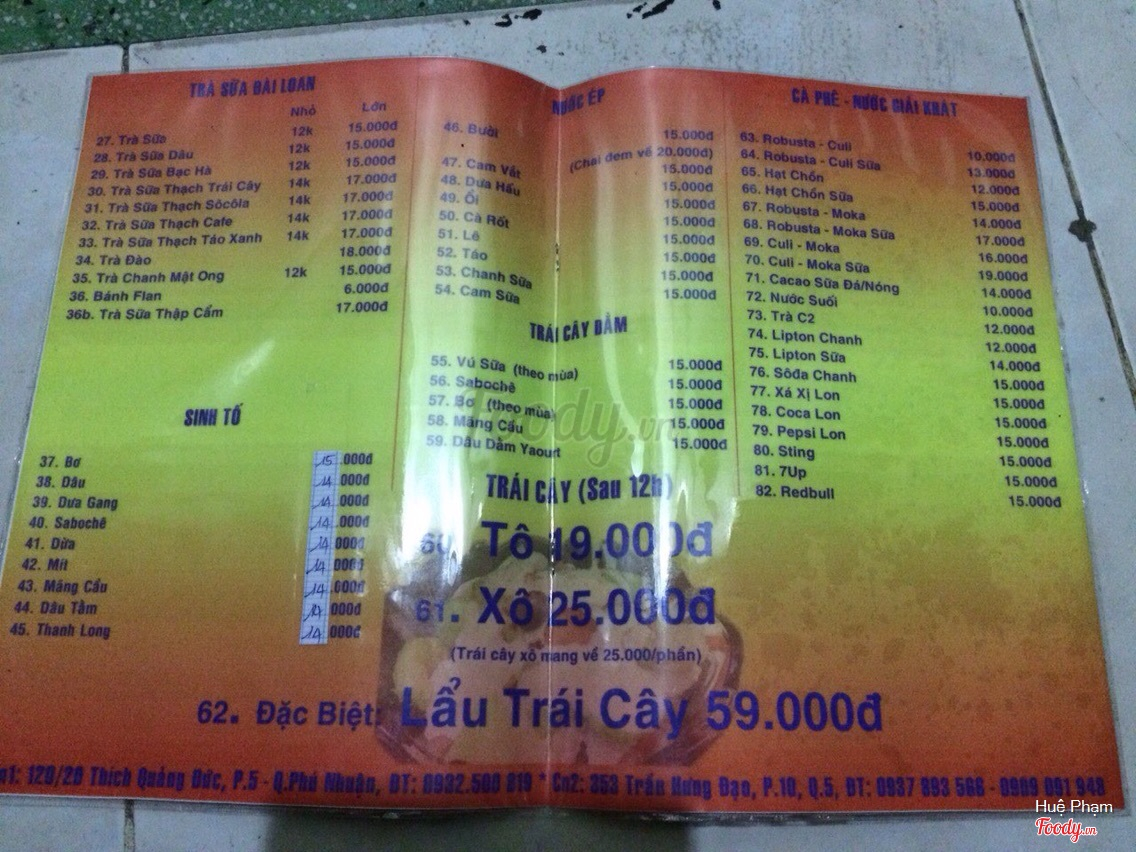 TRÀ SỮA ĐÀI LOAN
Nhỏ Lớn
27. Trà Sữa 12k 15.000đ
28. Trà Sữa Dâu 12k 15.000đ
29. Trà Sữa Bạc Hà 12k 15.000đ
30. Trà Sữa Thạch Trái Cây 14k 17.000đ
31. Trà Sữa Thạch Sôcôla 14k 17.000đ
32. Trà Sữa Thạch Cafe 14k 17.000đ
33. Trà Sữa Thạch Táo Xanh 14k 17.000đ
34. Trà Đào 18.000đ
35. Trà Chanh Mật Ong 12k 15.000đ
36. Bánh Flan 6.000đ
36b. Trà Sữa Thập Cẩm 17.000đ
SINH TỐ
37. Bơ 15.000đ
38. Dâu 14.000đ
39. Dưa Gang 14.000đ
40. Sabochê 14.000đ
41. Dừa 14.000đ
42. Mít 14.000đ
43. Mãng Cầu 14.000đ
44. Dâu Tằm 14.000đ
45. Thanh Long 14.000đ
NƯỚC ÉP
46. Bưởi 15.000đ
(Chai đem về 20.000đ)
47. Cam Vắt 15.000đ
48. Dưa Hấu 15.000đ
49. Ổi 15.000đ
50. Cà Rốt 15.000đ
51. Lê 15.000đ
52. Táo 15.000đ
53. Chanh Sữa 15.000đ
54. Cam Sữa 15.000đ
TRÁI CÂY DẰM
55. Vú Sữa (theo mùa) 15.000đ
56. Sabochê 15.000đ
57. Bơ (theo mùa) 15.000đ
58. Mãng Cầu 15.000đ
59. Dâu Dằm Yaourt 15.000đ
TRÁI CÂY (Sau 12h)
60. Tô 19.000đ
61. Xô 25.000đ
(Trái cây xô mang về 25.000/phần)
62. Đặc Biệt: Lẩu Trái Cây 59.000đ
CÀ PHÊ - NƯỚC GIẢI KHÁT
63. Robusta - Culi 10.000đ
64. Robusta - Culi Sữa 13.000đ
65. Hạt Chồn 12.000đ
66. Hạt Chồn Sữa 15.000đ
67. Robusta - Moka 14.000đ
68. Robusta - Moka Sữa 17.000đ
69. Culi - Moka 16.000đ
70. Culi - Moka Sữa 19.000đ
71. Cacao Sữa Đá/Nóng 14.000đ
72. Nước Suối 10.000đ
73. Trà C2 12.000đ
74. Lipton Chanh 12.000đ
75. Lipton Sữa 14.000đ
76. Sôđa Chanh 15.000đ
77. Xá Xị Lon 15.000đ
78. Coca Lon 15.000đ
79. Pepsi Lon 15.000đ
80. Sting 15.000đ
81. 7Up 15.000đ
82. Redbull 15.000đ
n1: 120/26 Thích Quảng Đức, P.5 - Q.Phú Nhuận, ĐT: 0932.500 819 * Cn2: 353 Trần Hưng Đạo, P.10, Q.5, ĐT: 0937 893 568 - 0909 091 948
Foody.vn
Huệ Phạm
Foody.vn